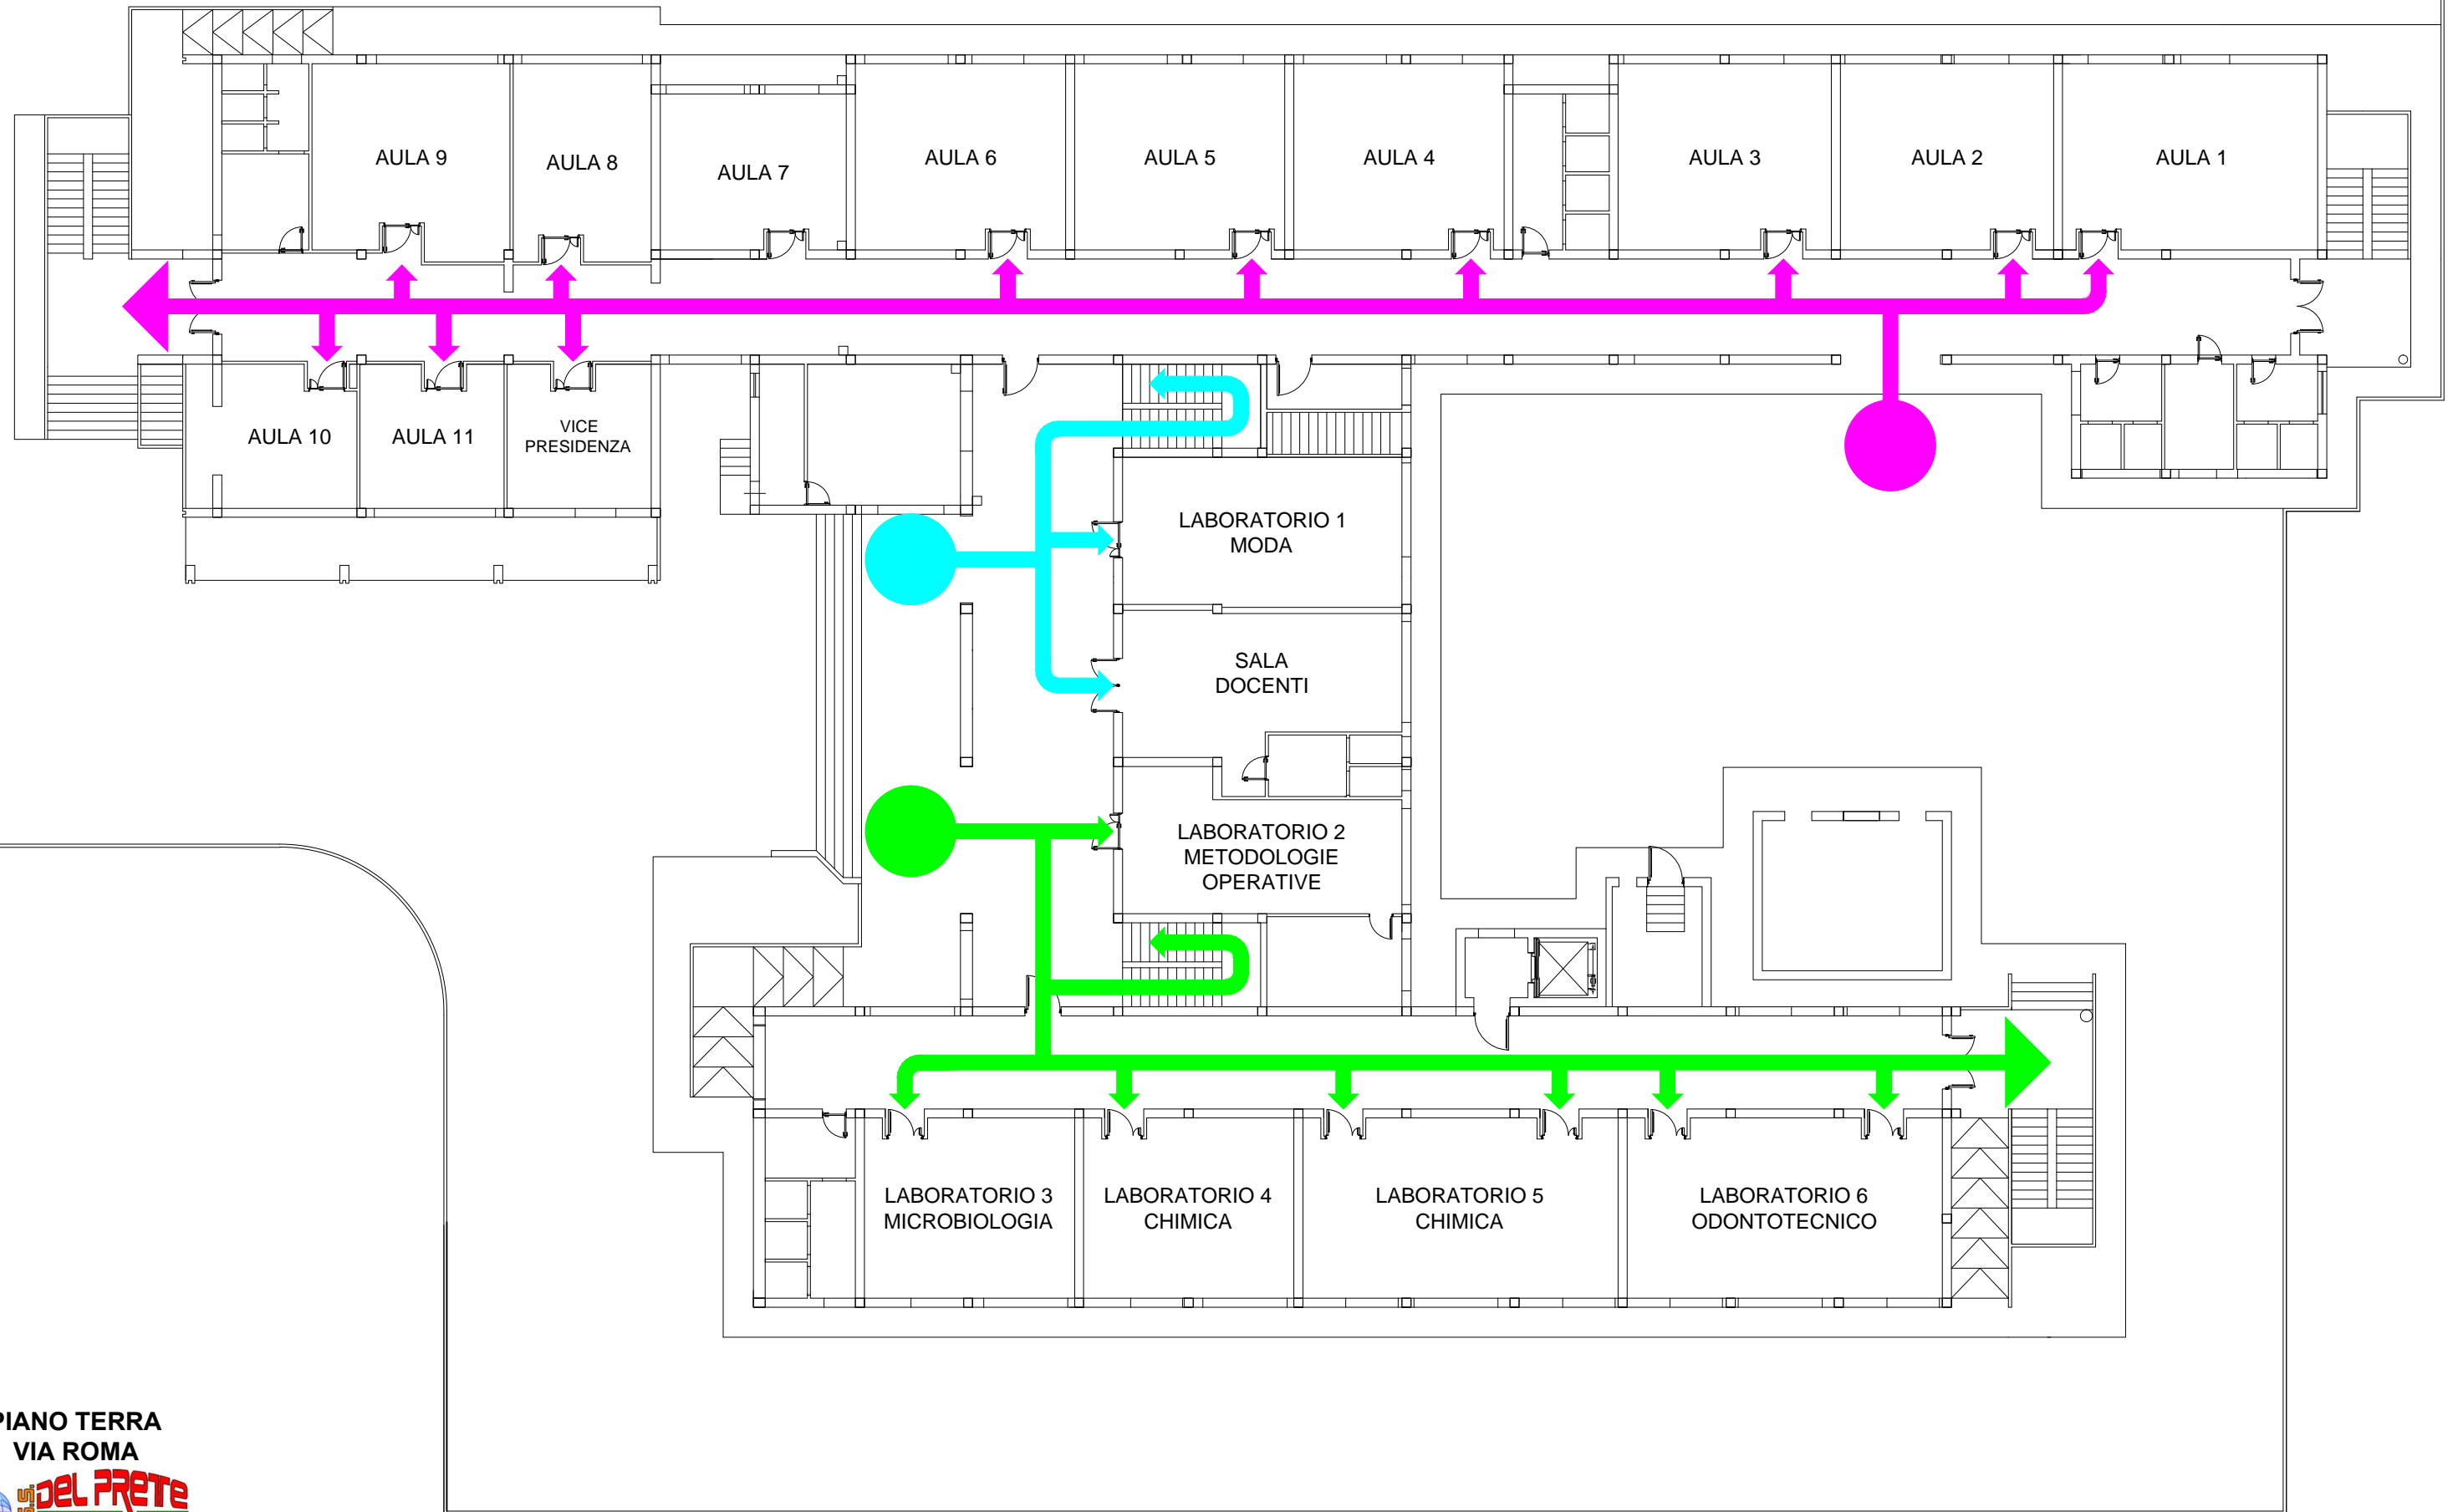 AULA 9
AULA 8
AULA 7
AULA 6
AULA 5
AULA 4
AULA 3
AULA 2
AULA 1
AULA 10
AULA 11
VICE
PRESIDENZA
LABORATORIO 1
MODA
SALA
DOCENTI
LABORATORIO 2
METODOLOGIE
OPERATIVE
LABORATORIO 3
MICROBIOLOGIA
LABORATORIO 4
CHIMICA
LABORATORIO 5
CHIMICA
LABORATORIO 6
ODONTOTECNICO
PIANO TERRA
VIA ROMA
DEL PRETE